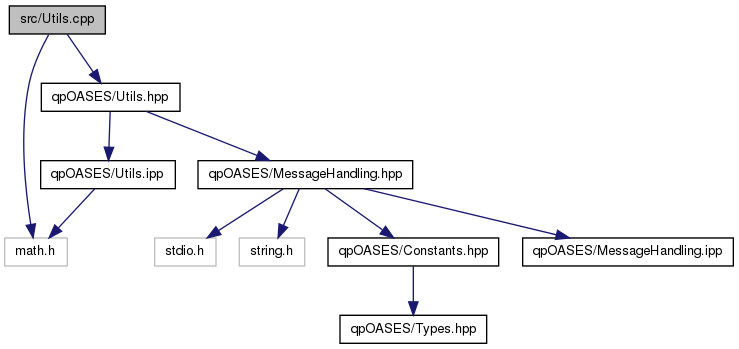 src/Utils.cpp
qpOASES/Utils.hpp
qpOASES/Utils.ipp
qpOASES/MessageHandling.hpp
math.h
stdio.h
string.h
qpOASES/Constants.hpp
qpOASES/MessageHandling.ipp
qpOASES/Types.hpp